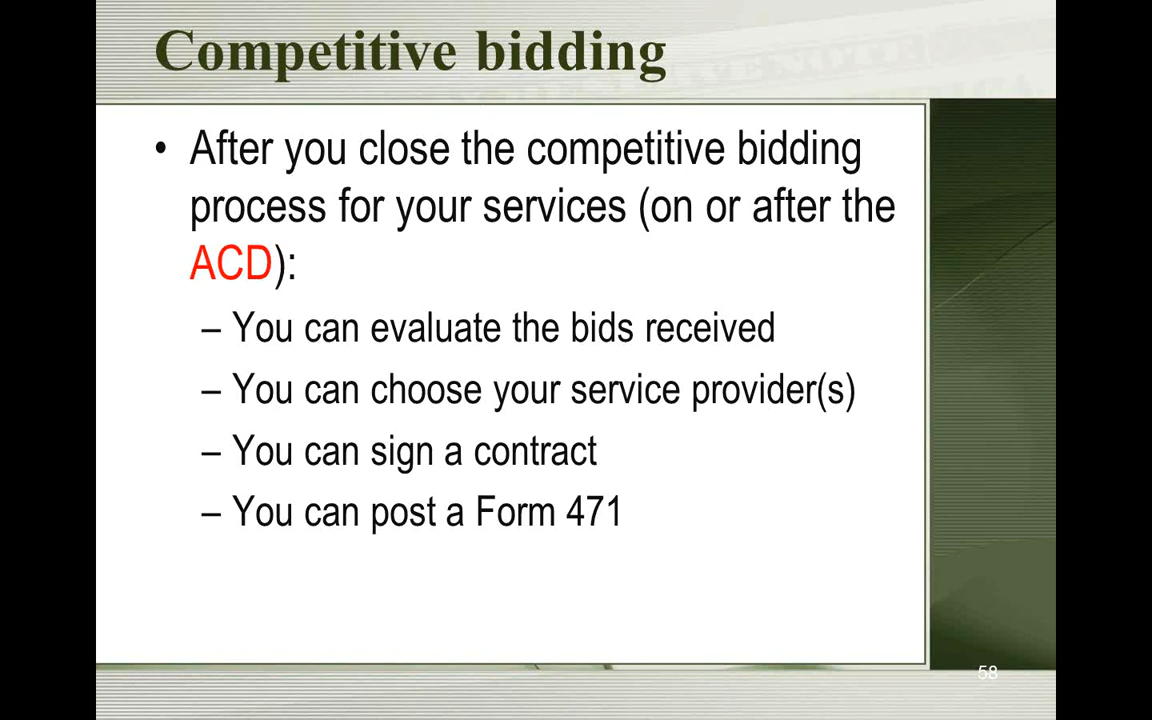 Competitive bidding
• After you close the competitive bidding
process for your services (on or after the
ACD):
– You can evaluate the bids received
– You can choose your service provider(s)
– You can sign a contract
– You can post a Form 471
58